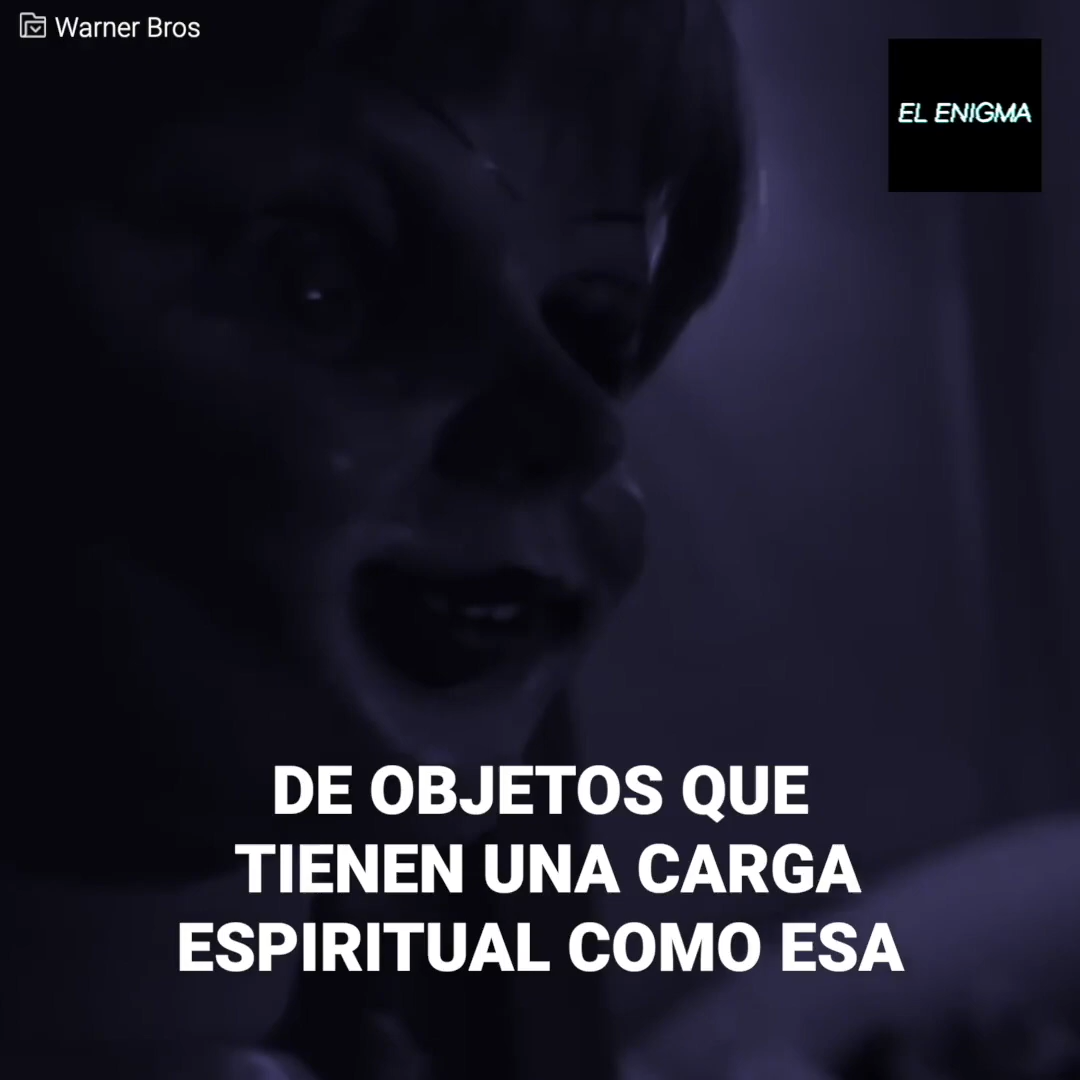 Warner Bros
EL ENIGMA
DE OBJETOS QUE
TIENEN UNA CARGA
ESPIRITUAL COMO ESA